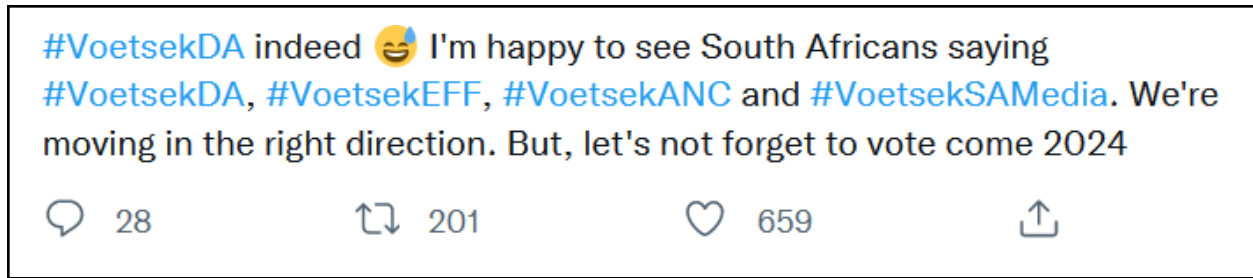 #VoetsekDA indeed 😅 I'm happy to see South Africans saying
#VoetsekDA, #VoetsekEFF, #VoetsekANC and #VoetsekSAMedia. We're
moving in the right direction. But, let's not forget to vote come 2024
28 201 659